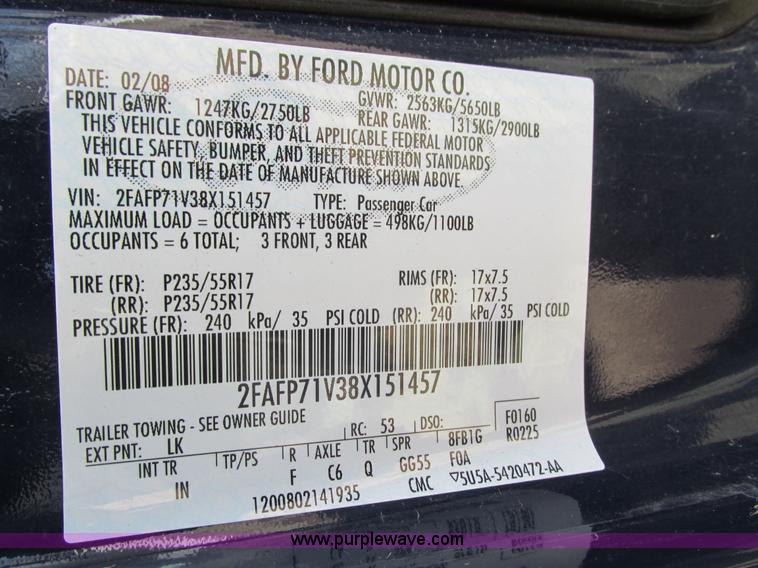 MFD. BY FORD MOTOR CO.
DATE: 02/08 GVWR: 2563KG/5650LB
FRONT GAWR: 1247KG/2750LB REAR GAWR: 1315KG/2900LB
THIS VEHICLE CONFORMS TO ALL APPLICABLE FEDERAL MOTOR
VEHICLE SAFETY, BUMPER, AND THEFT PREVENTION STANDARDS
IN EFFECT ON THE DATE OF MANUFACTURE SHOWN ABOVE.
VIN: 2FAFP71V38X151457 TYPE: Passenger Car
MAXIMUM LOAD = OCCUPANTS + LUGGAGE = 498KG/1100LB
OCCUPANTS = 6 TOTAL; 3 FRONT, 3 REAR
TIRE (FR): P235/55R17 RIMS (FR): 17x7.5
(RR): P235/55R17 (RR): 17x7.5
PRESSURE (FR): 240 kPa/ 35 PSI COLD (RR): 240 kPa/ 35 PSI COLD
2FAFP71V38X151457
TRAILER TOWING - SEE OWNER GUIDE F0160
EXT PNT: LK RC: 53 DSO: 8FB1G R0225
INT TR TP/PS R AXLE TR SPR F0A
IN F C6 Q GG55 CMC ▽5U5A-5420472-AA
1200802141935
www.purplewave.com